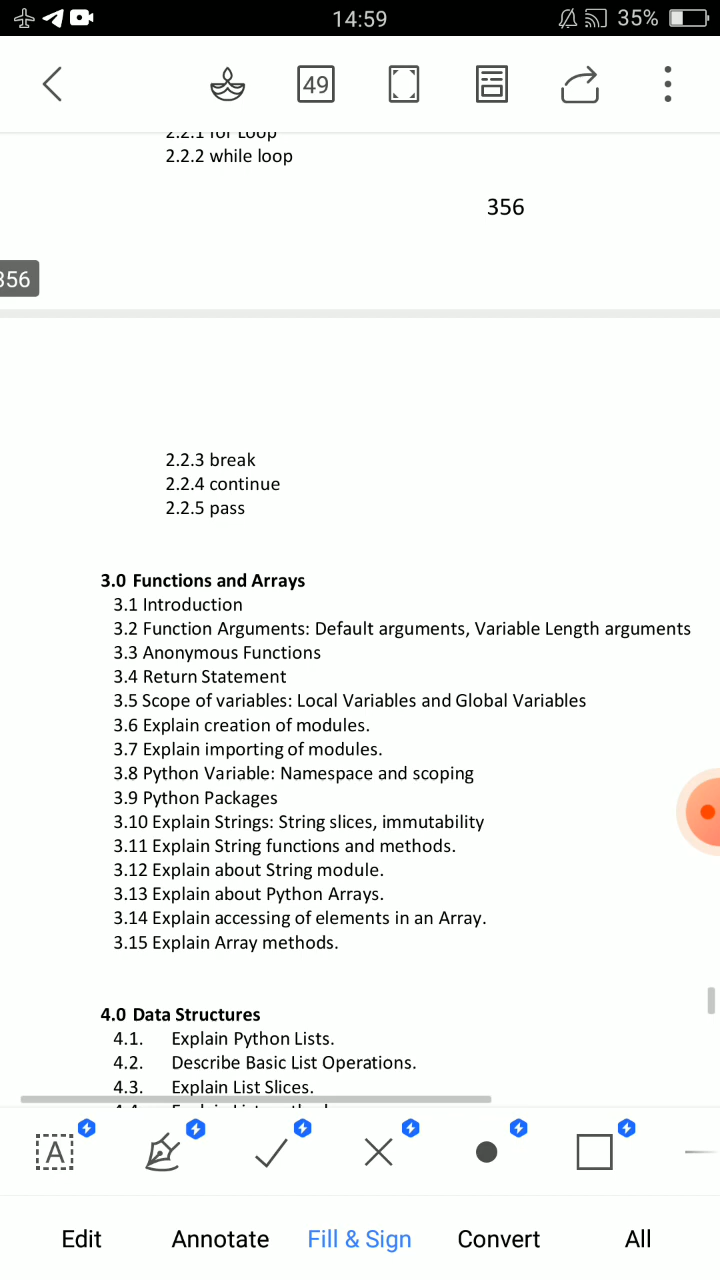 14:59
35%
49
2.2.1 for Loop
2.2.2 while loop
356
356
2.2.3 break
2.2.4 continue
2.2.5 pass
3.0 Functions and Arrays
3.1 Introduction
3.2 Function Arguments: Default arguments, Variable Length arguments
3.3 Anonymous Functions
3.4 Return Statement
3.5 Scope of variables: Local Variables and Global Variables
3.6 Explain creation of modules.
3.7 Explain importing of modules.
3.8 Python Variable: Namespace and scoping
3.9 Python Packages
3.10 Explain Strings: String slices, immutability
3.11 Explain String functions and methods.
3.12 Explain about String module.
3.13 Explain about Python Arrays.
3.14 Explain accessing of elements in an Array.
3.15 Explain Array methods.
4.0 Data Structures
4.1. Explain Python Lists.
4.2. Describe Basic List Operations.
4.3. Explain List Slices.
A
Edit Annotate Fill & Sign Convert All